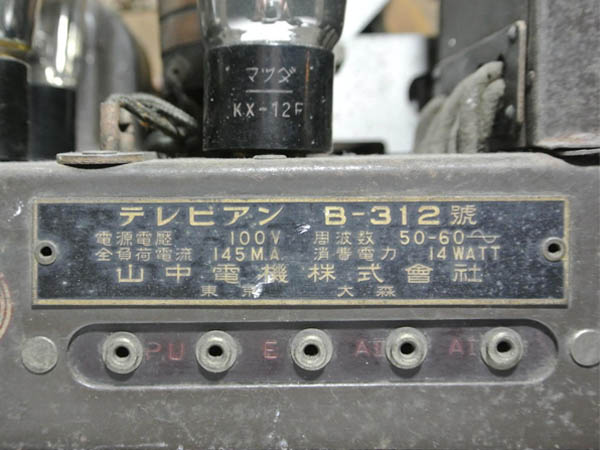 マツダ
KX-12F
テレビアン B-312號
電源電壓 100V 周波数 50-60~
全負荷電流 145M.A. 消費電力 14WATT
山中電機株式會社
東京 大森
P.U E A1 A1